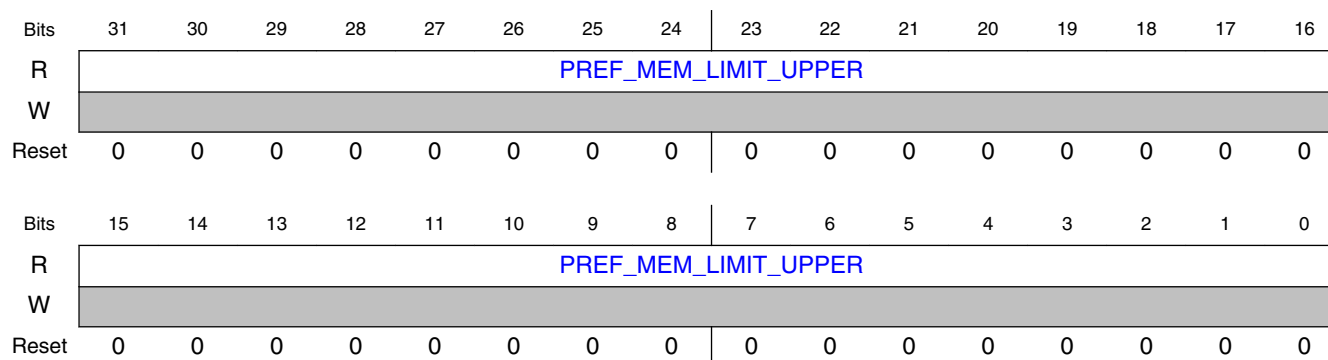 Bits 31 30 29 28 27 26 25 24 23 22 21 20 19 18 17 16
R PREF_MEM_LIMIT_UPPER
W
Reset 0 0 0 0 0 0 0 0 0 0 0 0 0 0 0 0
Bits 15 14 13 12 11 10 9 8 7 6 5 4 3 2 1 0
R PREF_MEM_LIMIT_UPPER
W
Reset 0 0 0 0 0 0 0 0 0 0 0 0 0 0 0 0